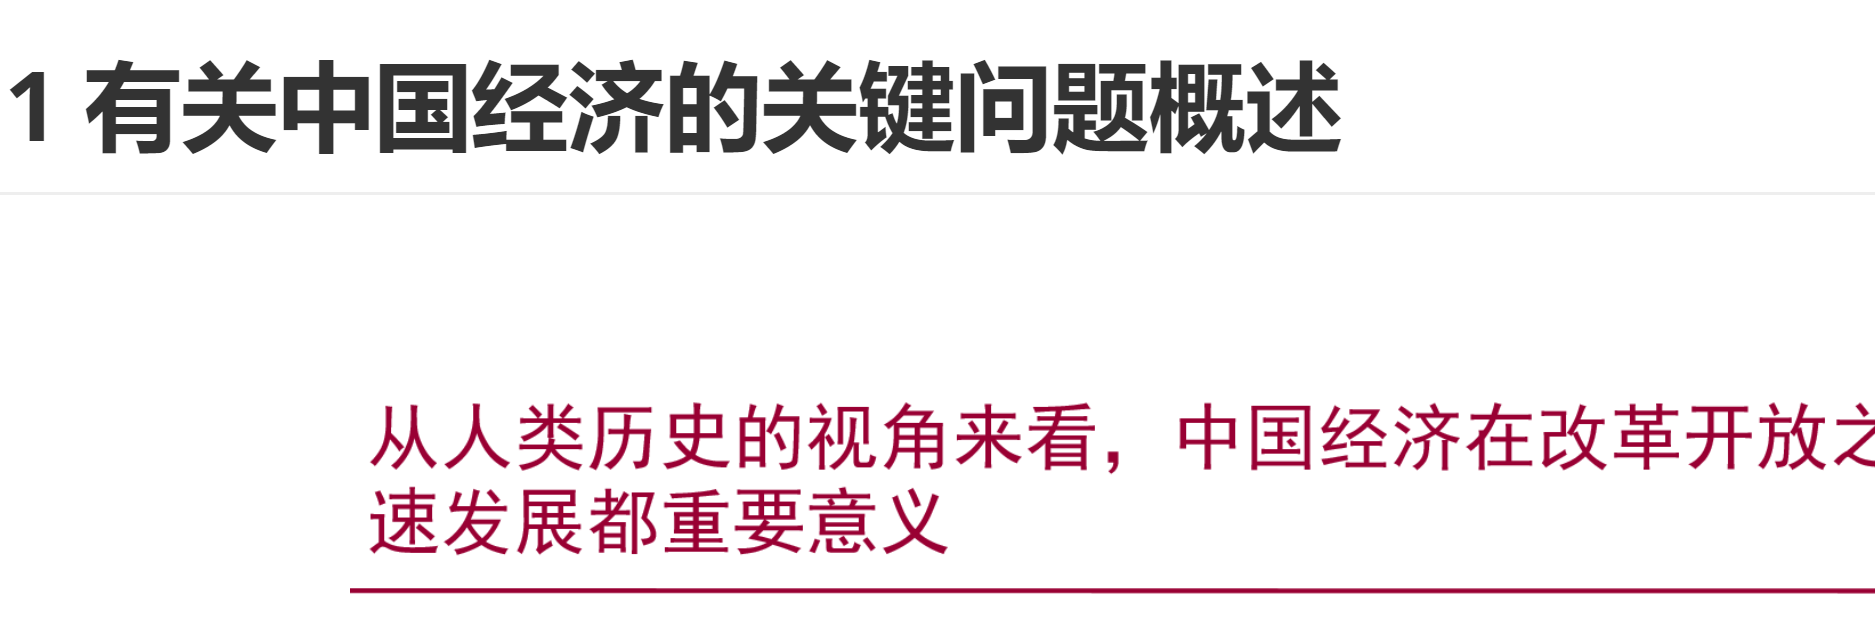 1 有关中国经济的关键问题概述
从人类历史的视角来看，中国经济在改革开放之
速发展都重要意义